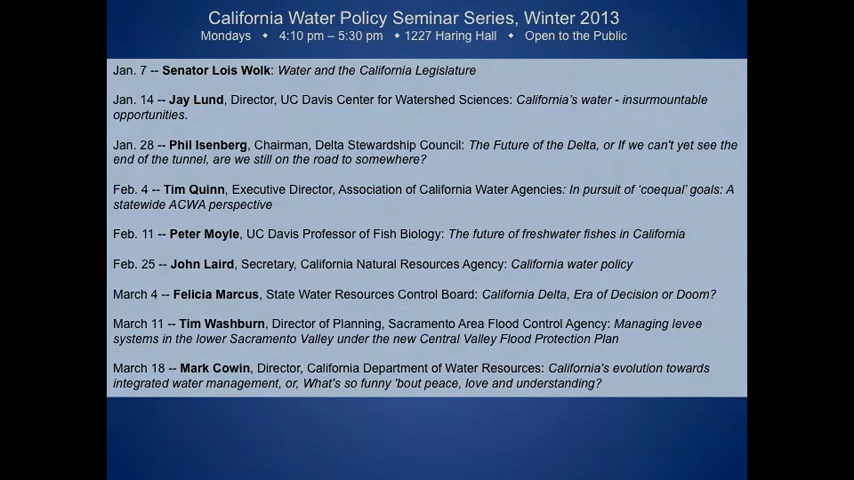 California Water Policy Seminar Series, Winter 2013
Mondays ♦ 4:10 pm – 5:30 pm ♦ 1227 Haring Hall ♦ Open to the Public
Jan. 7 -- Senator Lois Wolk: Water and the California Legislature
Jan. 14 -- Jay Lund, Director, UC Davis Center for Watershed Sciences: California's water - insurmountable
opportunities.
Jan. 28 -- Phil Isenberg, Chairman, Delta Stewardship Council: The Future of the Delta, or If we can't yet see the
end of the tunnel, are we still on the road to somewhere?
Feb. 4 -- Tim Quinn, Executive Director, Association of California Water Agencies: In pursuit of 'coequal' goals: A
statewide ACWA perspective
Feb. 11 -- Peter Moyle, UC Davis Professor of Fish Biology: The future of freshwater fishes in California
Feb. 25 -- John Laird, Secretary, California Natural Resources Agency: California water policy
March 4 -- Felicia Marcus, State Water Resources Control Board: California Delta, Era of Decision or Doom?
March 11 -- Tim Washburn, Director of Planning, Sacramento Area Flood Control Agency: Managing levee
systems in the lower Sacramento Valley under the new Central Valley Flood Protection Plan
March 18 -- Mark Cowin, Director, California Department of Water Resources: California's evolution towards
integrated water management, or, What's so funny 'bout peace, love and understanding?